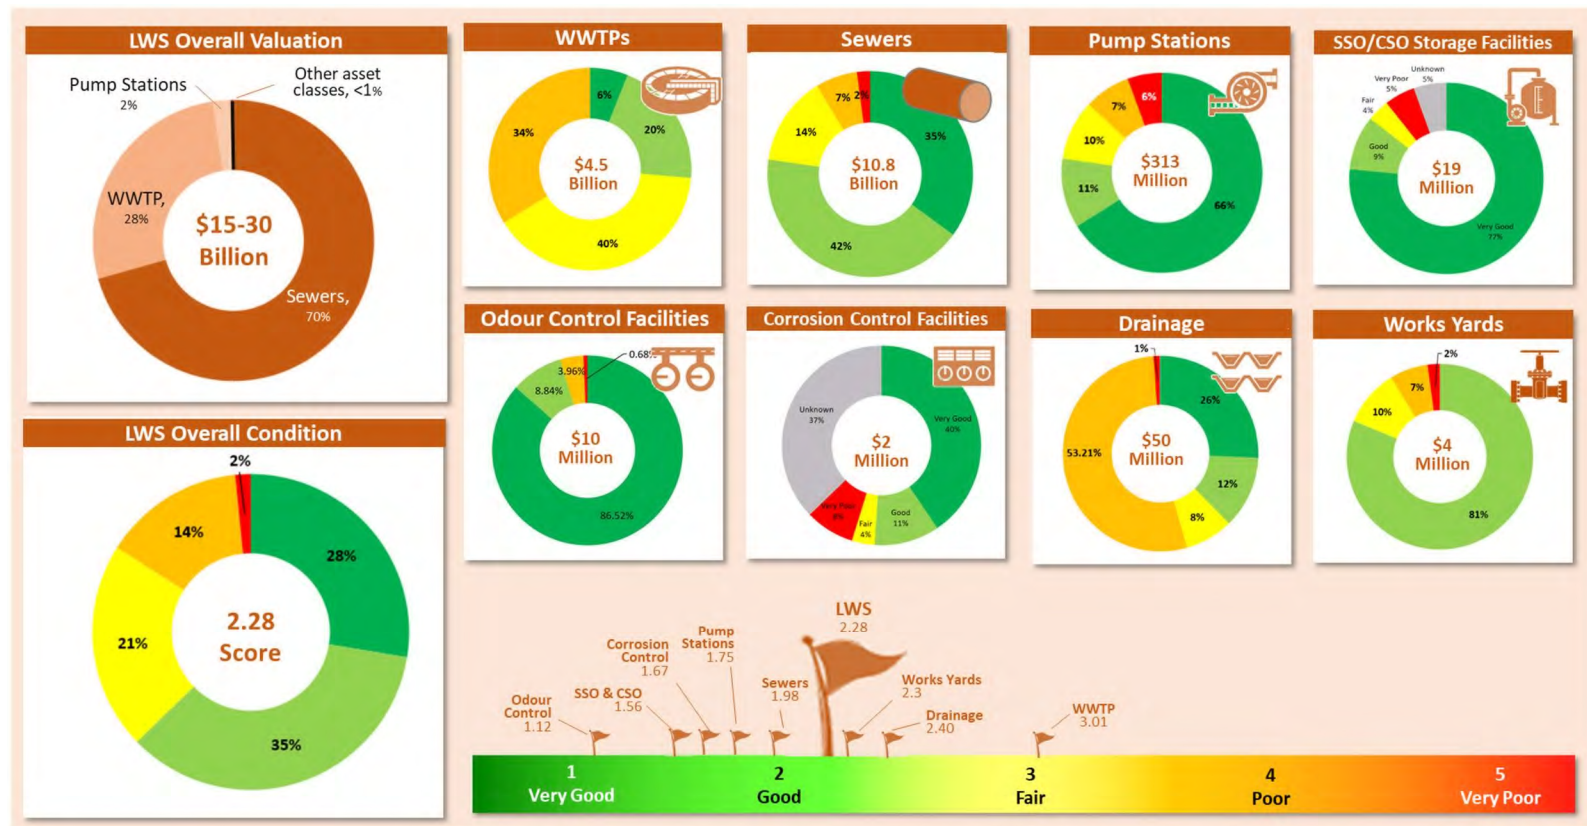 LWS Overall Valuation
Pump Stations
2%
Other asset
classes, <1%
WWTP,
28%
$15-30
Billion
Sewers,
70%
LWS Overall Condition
2%
14%
28%
21%
2.28
Score
35%
WWTPs
6%
34%
20%
$4.5
Billion
40%
Sewers
7% 2%
14%
35%
$10.8
Billion
42%
Pump Stations
6%
7%
10%
$313
Million
11%
66%
SSO/CSO Storage Facilities
Unknown
5%
Very Poor
5%
Fair
4%
Good
9%
$19
Million
Very Good
77%
Odour Control Facilities
3.96%
8.84%
$10
Million
86.52%
Corrosion Control Facilities
Unknown
37%
Very Good
40%
$2
Million
Very Poor
Good
11%
Fair
4%
Drainage
1%
26%
53.21%
$50
Million
12%
8%
Works Yards
2%
7%
10%
$4
Million
81%
LWS
2.28
Pump
Stations
1.75
Corrosion
Control
1.67
Sewers
1.98
Works Yards
2.3
SSO & CSO
1.56
Odour
Control
1.12
Drainage
2.40
WWTP
3.01
1
Very Good
2
Good
3
Fair
4
Poor
5
Very Poor